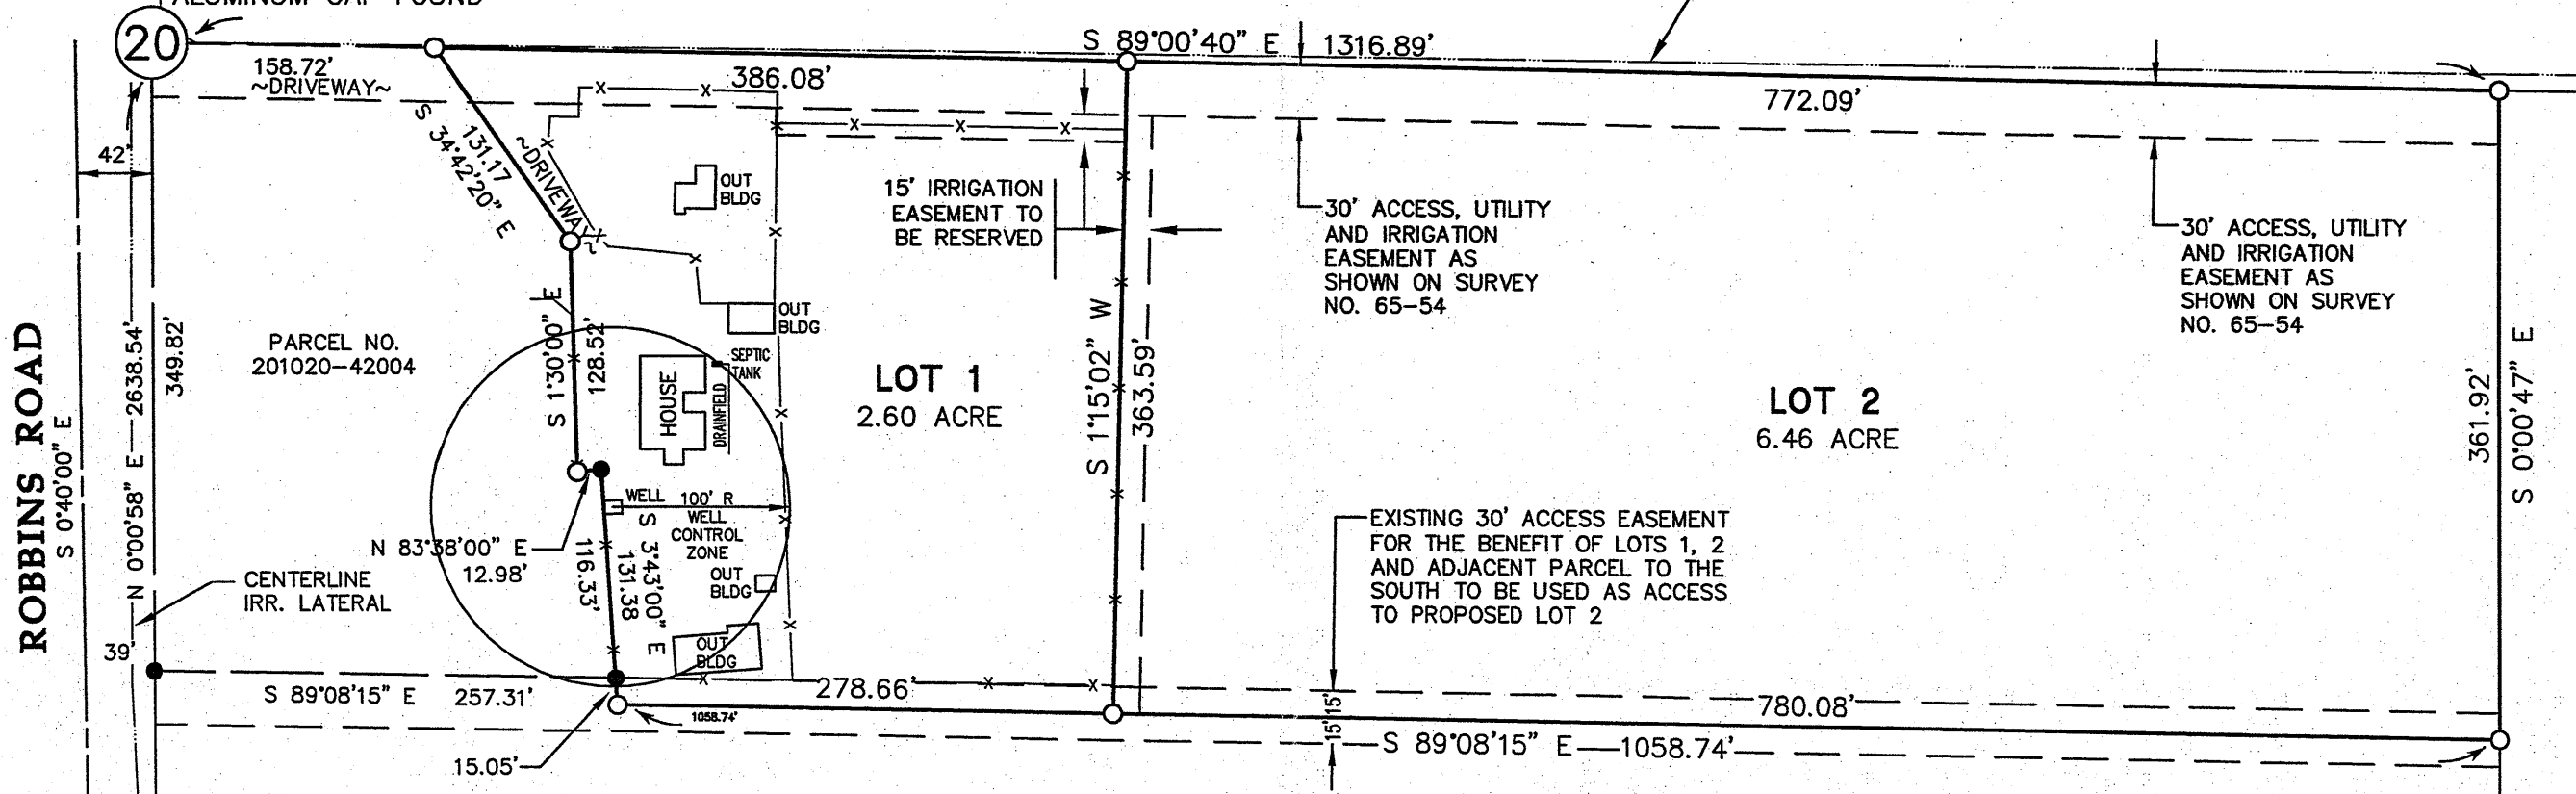 20
S 89°00'40" E 1316.89'
158.72'
~DRIVEWAY~
386.08'
772.09'
42'
S 34°42'20" E
131.17
~DRIVEWAY~
OUT
BLDG
15' IRRIGATION
EASEMENT TO
BE RESERVED
30' ACCESS, UTILITY
AND IRRIGATION
EASEMENT AS
SHOWN ON SURVEY
NO. 65-54
30' ACCESS, UTILITY
AND IRRIGATION
EASEMENT AS
SHOWN ON SURVEY
NO. 65-54
ROBBINS ROAD
S 0°40'00" E
N 0°00'58" E 2638.54'
349.82'
PARCEL NO.
201020-42004
S 1°30'00" E
128.52'
OUT
BLDG
HOUSE
SEPTIC
TANK
DRAINFIELD
LOT 1
2.60 ACRE
S 1°15'02" W
363.59'
LOT 2
6.46 ACRE
361.92'
S 0°00'47" E
WELL 100' R
WELL
CONTROL
ZONE
N 83°38'00" E
12.98'
116.33'
131.38
S 3°43'00" E
OUT
BLDG
CENTERLINE
IRR. LATERAL
39'
OUT
BLDG
EXISTING 30' ACCESS EASEMENT
FOR THE BENEFIT OF LOTS 1, 2
AND ADJACENT PARCEL TO THE
SOUTH TO BE USED AS ACCESS
TO PROPOSED LOT 2
S 89°08'15" E 257.31'
278.66'
1058.74'
15' 15'
780.08'
S 89°08'15" E 1058.74'
15.05'